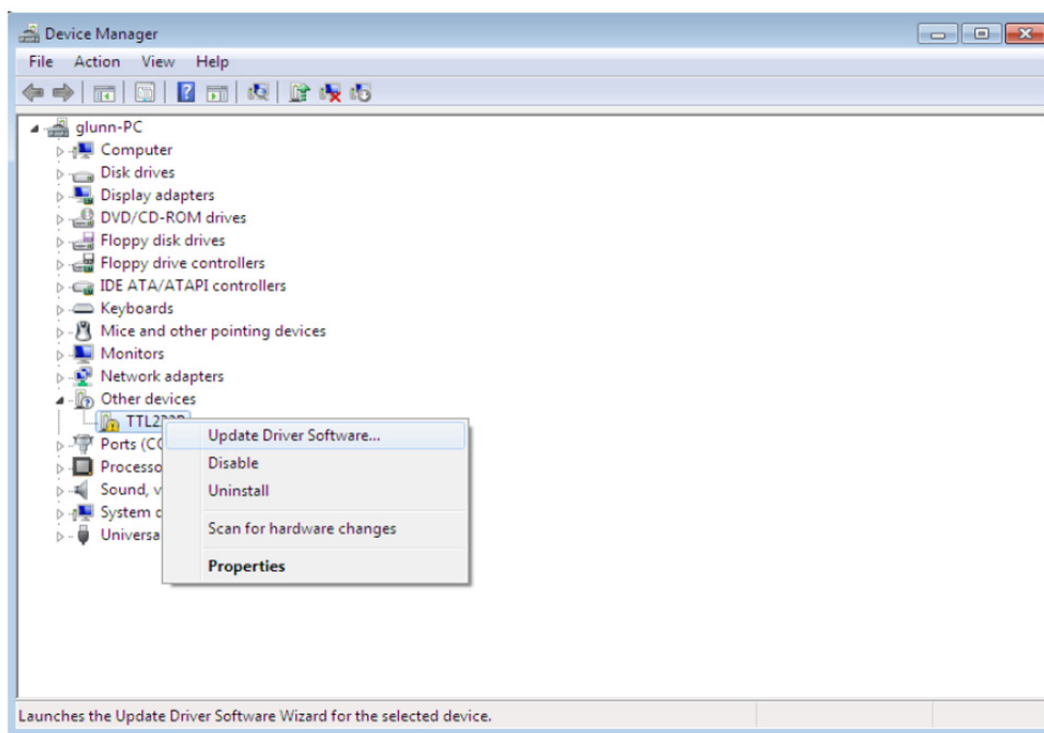 Device Manager
File Action View Help
glunn-PC
Computer
Disk drives
Display adapters
DVD/CD-ROM drives
Floppy disk drives
Floppy drive controllers
IDE ATA/ATAPI controllers
Keyboards
Mice and other pointing devices
Monitors
Network adapters
Other devices
Ports
Sound,
System
Update Driver Software...
Disable
Uninstall
Scan for hardware changes
Properties
Launches the Update Driver Software Wizard for the selected device.